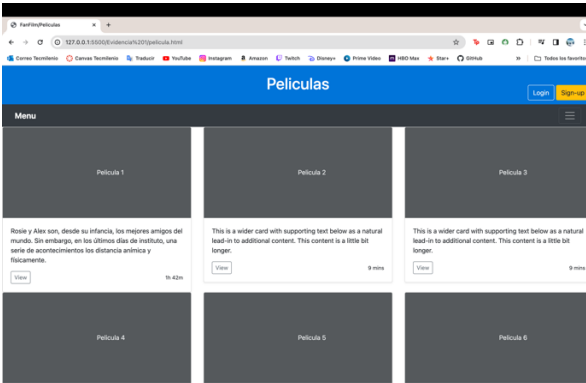 FanFilm/Peliculas
127.0.0.1:5500/Evidencia%201/pelicula.html
Correo Tecmilenio Canvas Tecmilenio Traducir YouTube Instagram Amazon Twitch Disney+ Prime Video HBO Max Star+ GitHub » Todos los favoritos
Peliculas
Login Sign-up
Menu
Pelicula 1 Pelicula 2 Pelicula 3
Rosie y Alex son, desde su infancia, los mejores amigos del
mundo. Sin embargo, en los últimos días de instituto, una
serie de acontecimientos los distancia anímica y
físicamente.
View 1h 42m
This is a wider card with supporting text below as a natural
lead-in to additional content. This content is a little bit
longer.
View 9 mins
This is a wider card with supporting text below as a natural
lead-in to additional content. This content is a little bit
longer.
View 9 mins
Pelicula 4 Pelicula 5 Pelicula 6